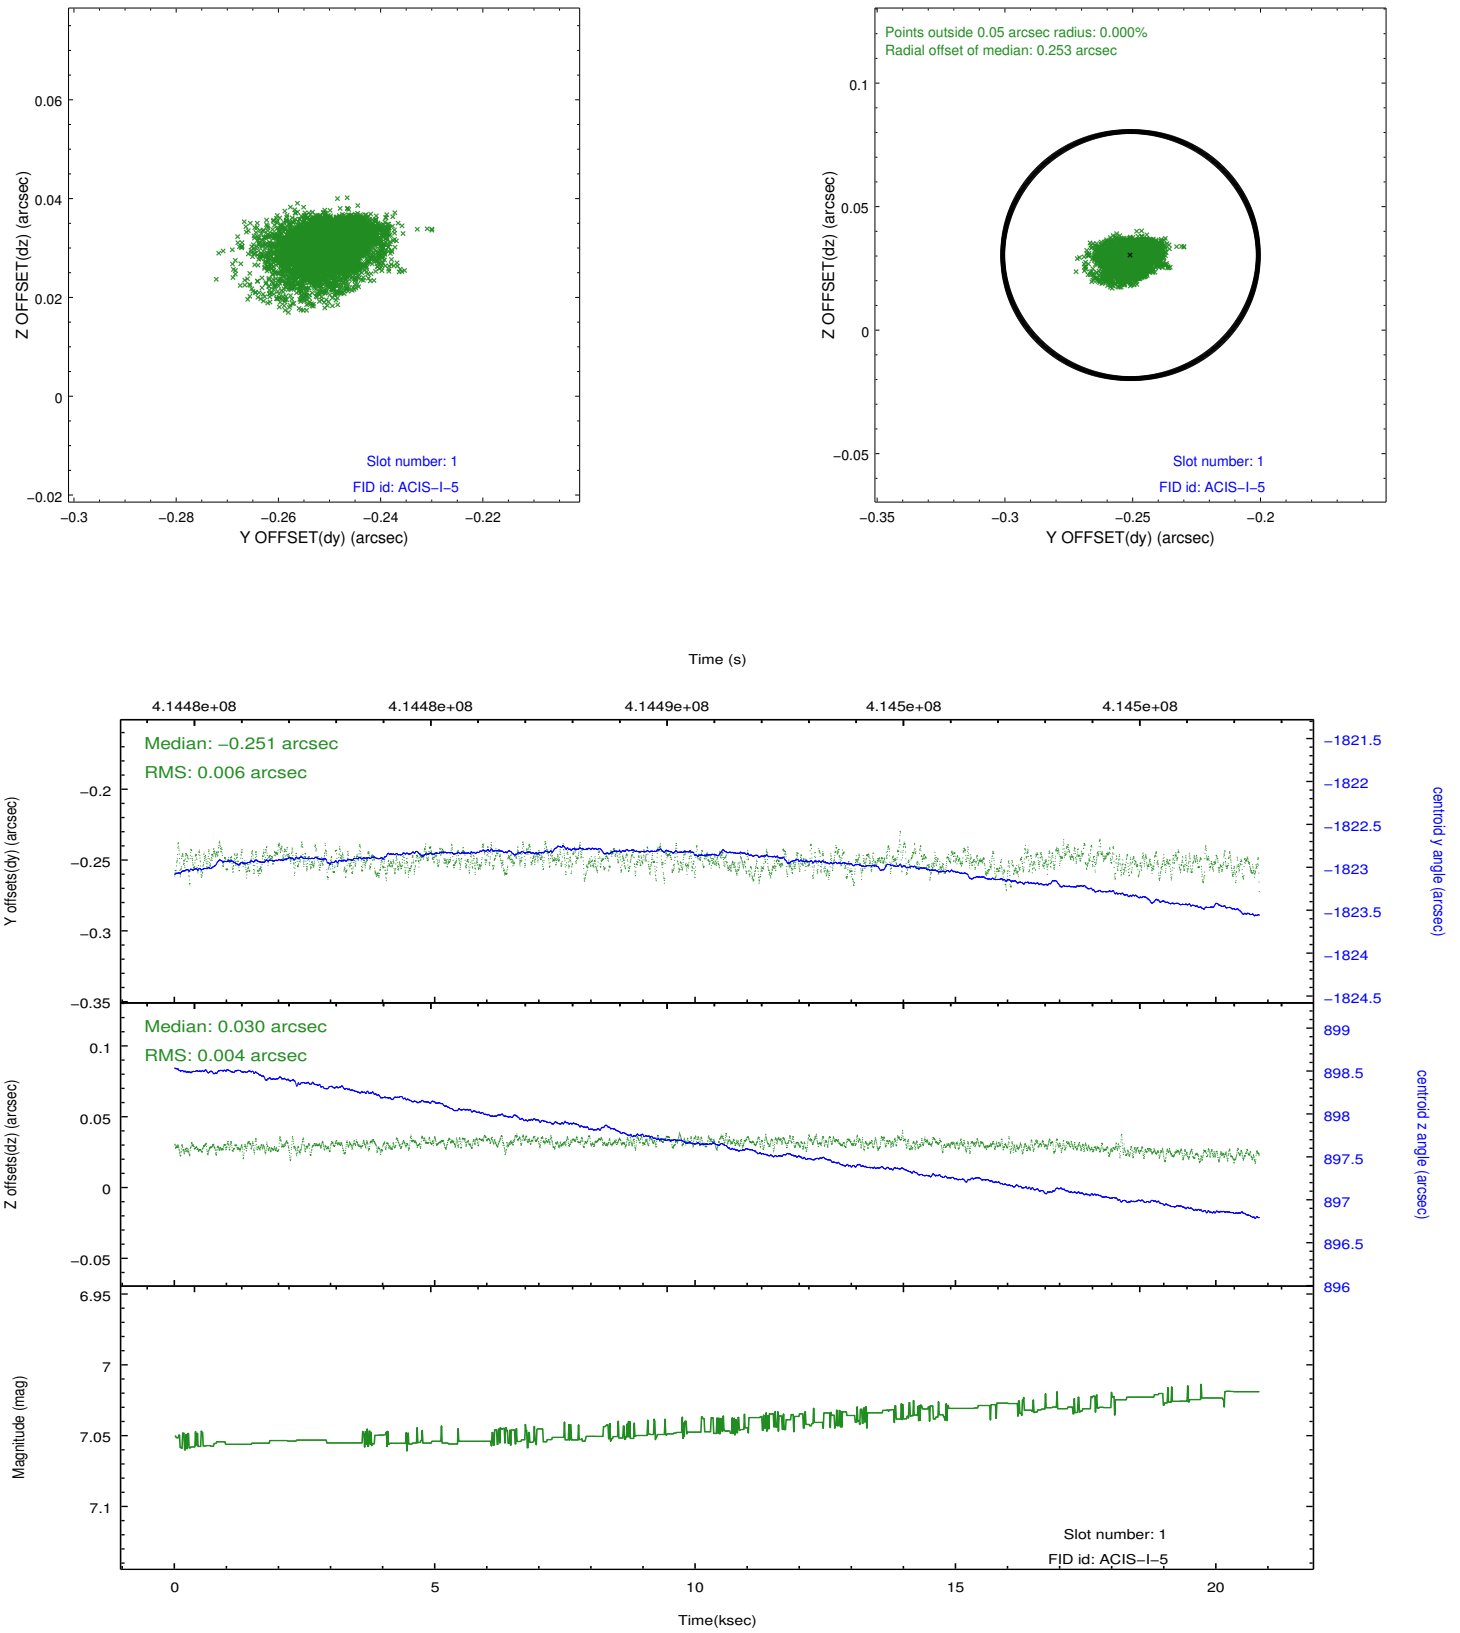 0.06
0.04
0.02
0
−0.02
−0.3
−0.28
−0.26
−0.24
−0.22
Z OFFSET(dz) (arcsec)
Y OFFSET(dy) (arcsec)
Slot number: 1
FID id: ACIS−I−5
Points outside 0.05 arcsec radius: 0.000%
Radial offset of median: 0.253 arcsec
0.1
0.05
0
−0.05
−0.35
−0.3
−0.25
−0.2
Z OFFSET(dz) (arcsec)
Y OFFSET(dy) (arcsec)
Slot number: 1
FID id: ACIS−I−5
Time (s)
4.1448e+08
4.1448e+08
4.1449e+08
4.145e+08
4.145e+08
Median: −0.251 arcsec
RMS: 0.006 arcsec
−0.2
−0.25
−0.3
−0.35
Y offsets(dy) (arcsec)
−1821.5
−1822
−1822.5
−1823
−1823.5
−1824
−1824.5
centroid y angle (arcsec)
Median: 0.030 arcsec
RMS: 0.004 arcsec
0.1
0.05
0
−0.05
Z offsets(dz) (arcsec)
899
898.5
898
897.5
897
896.5
896
centroid z angle (arcsec)
6.95
7
7.05
7.1
Magnitude (mag)
Slot number: 1
FID id: ACIS−I−5
0
5
10
15
20
Time(ksec)